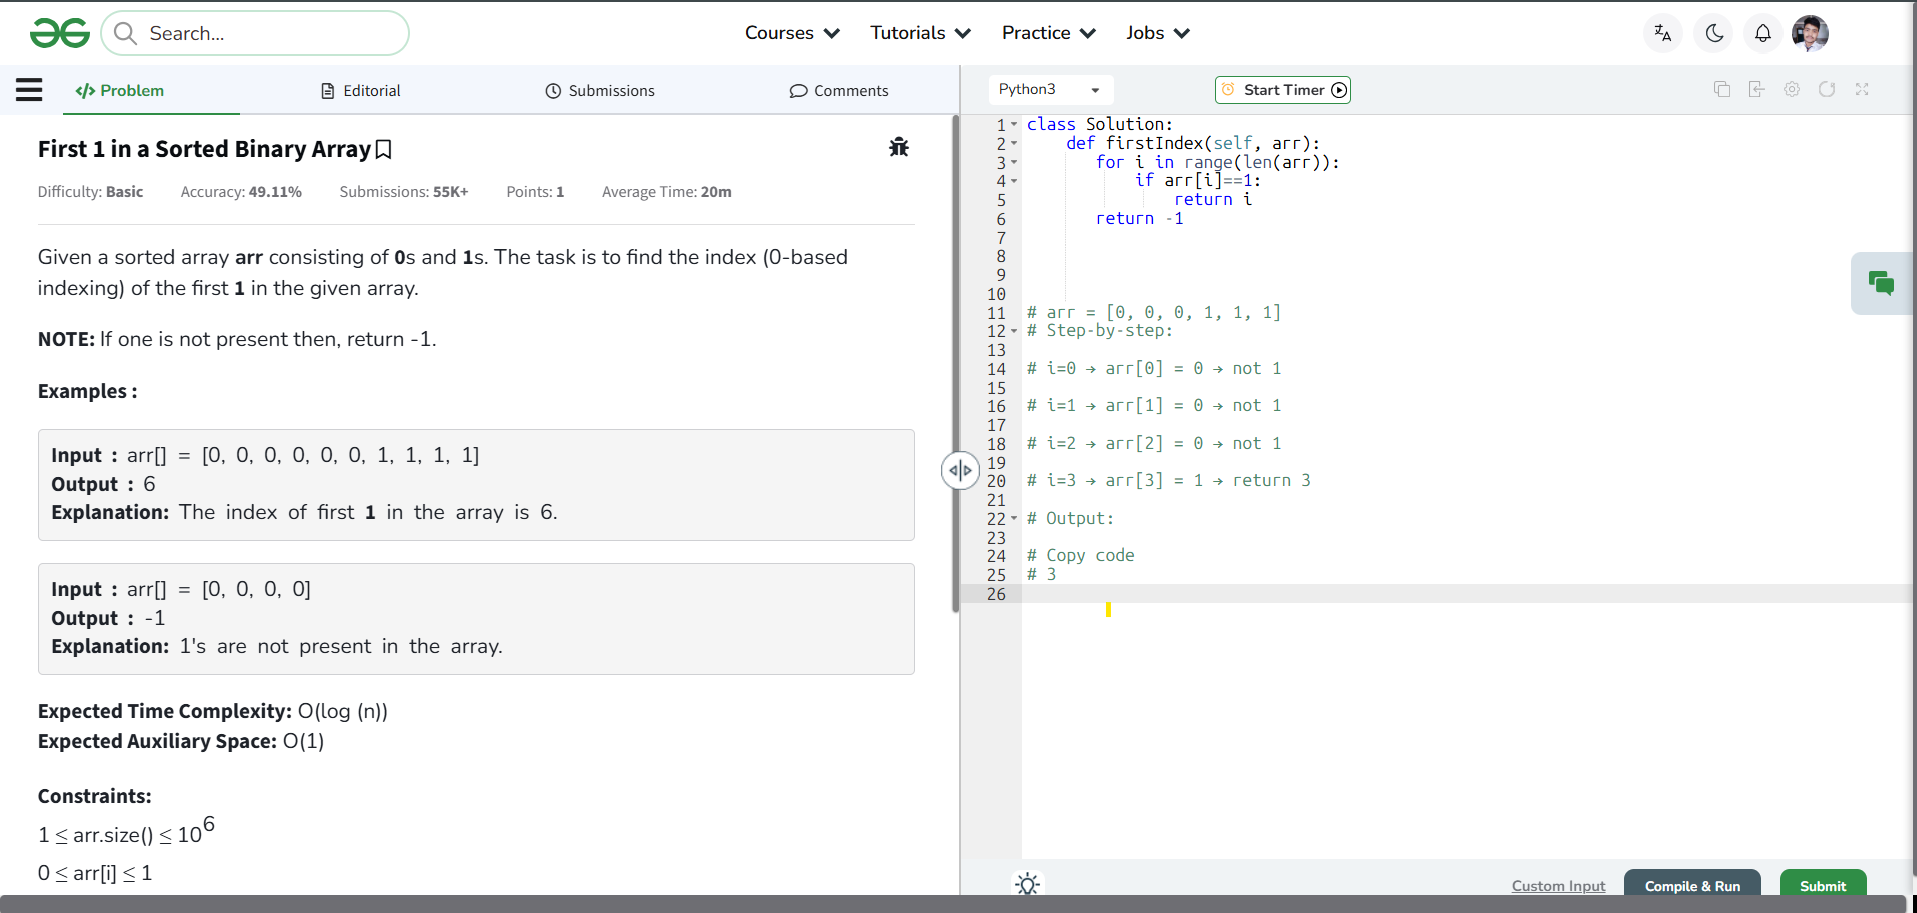 Search...
Courses Tutorials Practice Jobs
Problem Editorial Submissions Comments
First 1 in a Sorted Binary Array
Difficulty: Basic Accuracy: 49.11% Submissions: 55K+ Points: 1 Average Time: 20m
Given a sorted array arr consisting of 0s and 1s. The task is to find the index (0-based
indexing) of the first 1 in the given array.
NOTE: If one is not present then, return -1.
Examples :
Input : arr[] = [0, 0, 0, 0, 0, 0, 1, 1, 1, 1]
Output : 6
Explanation: The index of first 1 in the array is 6.
Input : arr[] = [0, 0, 0, 0]
Output : -1
Explanation: 1's are not present in the array.
Expected Time Complexity: O(log (n))
Expected Auxiliary Space: O(1)
Constraints:
1 ≤ arr.size() ≤ 10^6
0 ≤ arr[i] ≤ 1
Python3 Start Timer
1 class Solution:
2 def firstIndex(self, arr):
3 for i in range(len(arr)):
4 if arr[i]==1:
5 return i
6 return -1
7
8
9
10
11 # arr = [0, 0, 0, 1, 1, 1]
12 # Step-by-step:
13
14 # i=0 → arr[0] = 0 → not 1
15
16 # i=1 → arr[1] = 0 → not 1
17
18 # i=2 → arr[2] = 0 → not 1
19
20 # i=3 → arr[3] = 1 → return 3
21
22 # Output:
23
24 # Copy code
25 # 3
26
Custom Input Compile & Run Submit